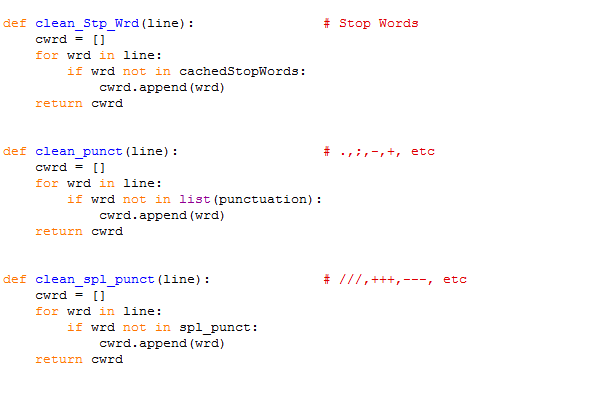 def clean_Stp_Wrd(line):                # Stop Words
    cwrd = []
    for wrd in line:
        if wrd not in cachedStopWords:
            cwrd.append(wrd)
    return cwrd
def clean_punct(line):                  # .,;,-,+, etc
    cwrd = []
    for wrd in line:
        if wrd not in list(punctuation):
            cwrd.append(wrd)
    return cwrd
def clean_spl_punct(line):              # ///,+++,---, etc
    cwrd = []
    for wrd in line:
        if wrd not in spl_punct:
            cwrd.append(wrd)
    return cwrd